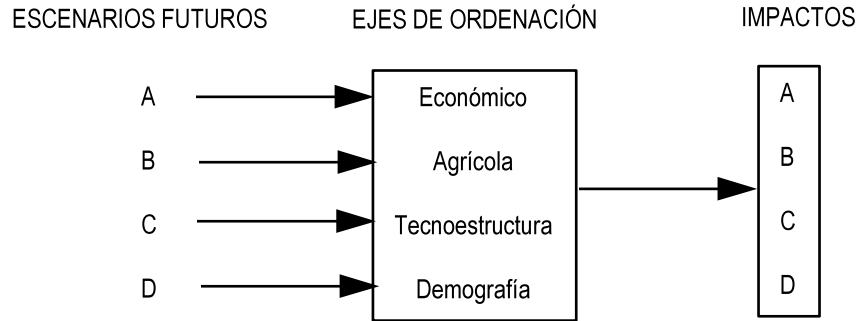 ESCENARIOS FUTUROS EJES DE ORDENACIÓN IMPACTOS
A Económico A
B Agrícola B
C Tecnoestructura C
D Demografía D